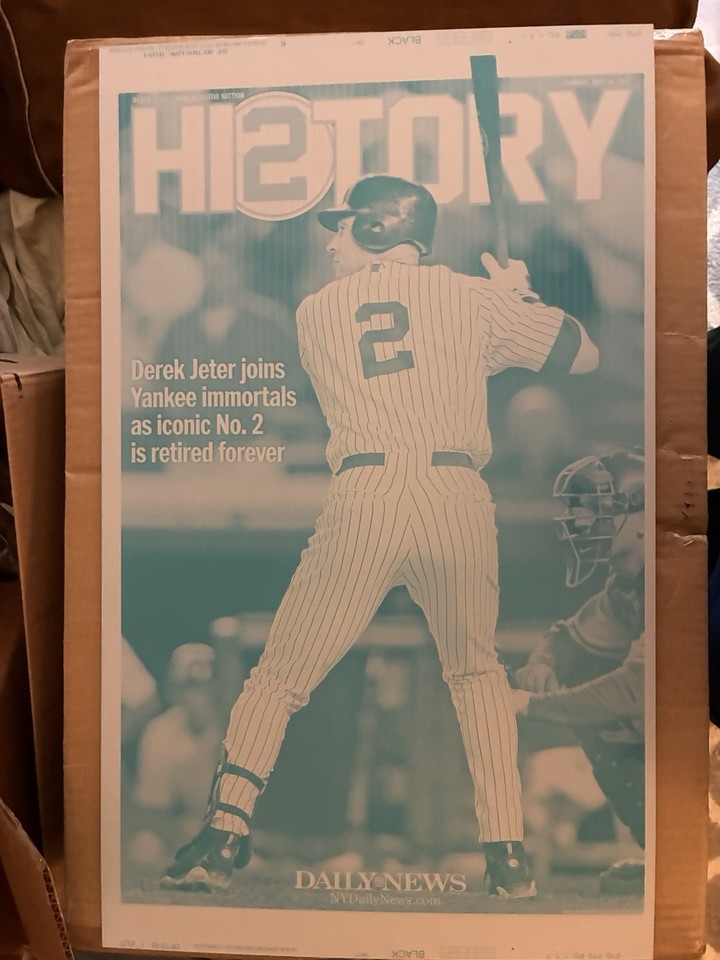 BLACK
HI2TORY
2
Derek Jeter joins
Yankee immortals
as iconic No. 2
is retired forever
DAILY NEWS
NYDailyNews.com
BLACK